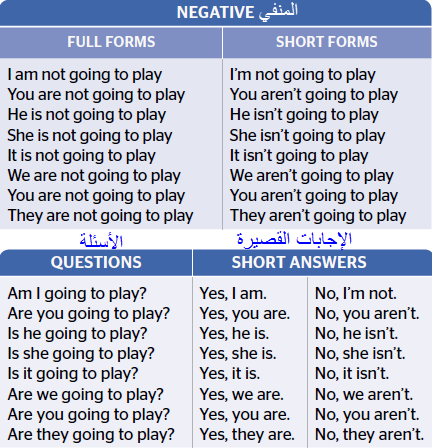 NEGATIVE المنفي
FULL FORMS SHORT FORMS
I am not going to play I'm not going to play
You are not going to play You aren't going to play
He is not going to play He isn't going to play
She is not going to play She isn't going to play
It is not going to play It isn't going to play
We are not going to play We aren't going to play
You are not going to play You aren't going to play
They are not going to play They aren't going to play
الأسئلة الإجابات القصيرة
QUESTIONS SHORT ANSWERS
Am I going to play? Yes, I am. No, I'm not.
Are you going to play? Yes, you are. No, you aren't.
Is he going to play? Yes, he is. No, he isn't.
Is she going to play? Yes, she is. No, she isn't.
Is it going to play? Yes, it is. No, it isn't.
Are we going to play? Yes, we are. No, we aren't.
Are you going to play? Yes, you are. No, you aren't.
Are they going to play? Yes, they are. No, they aren't.